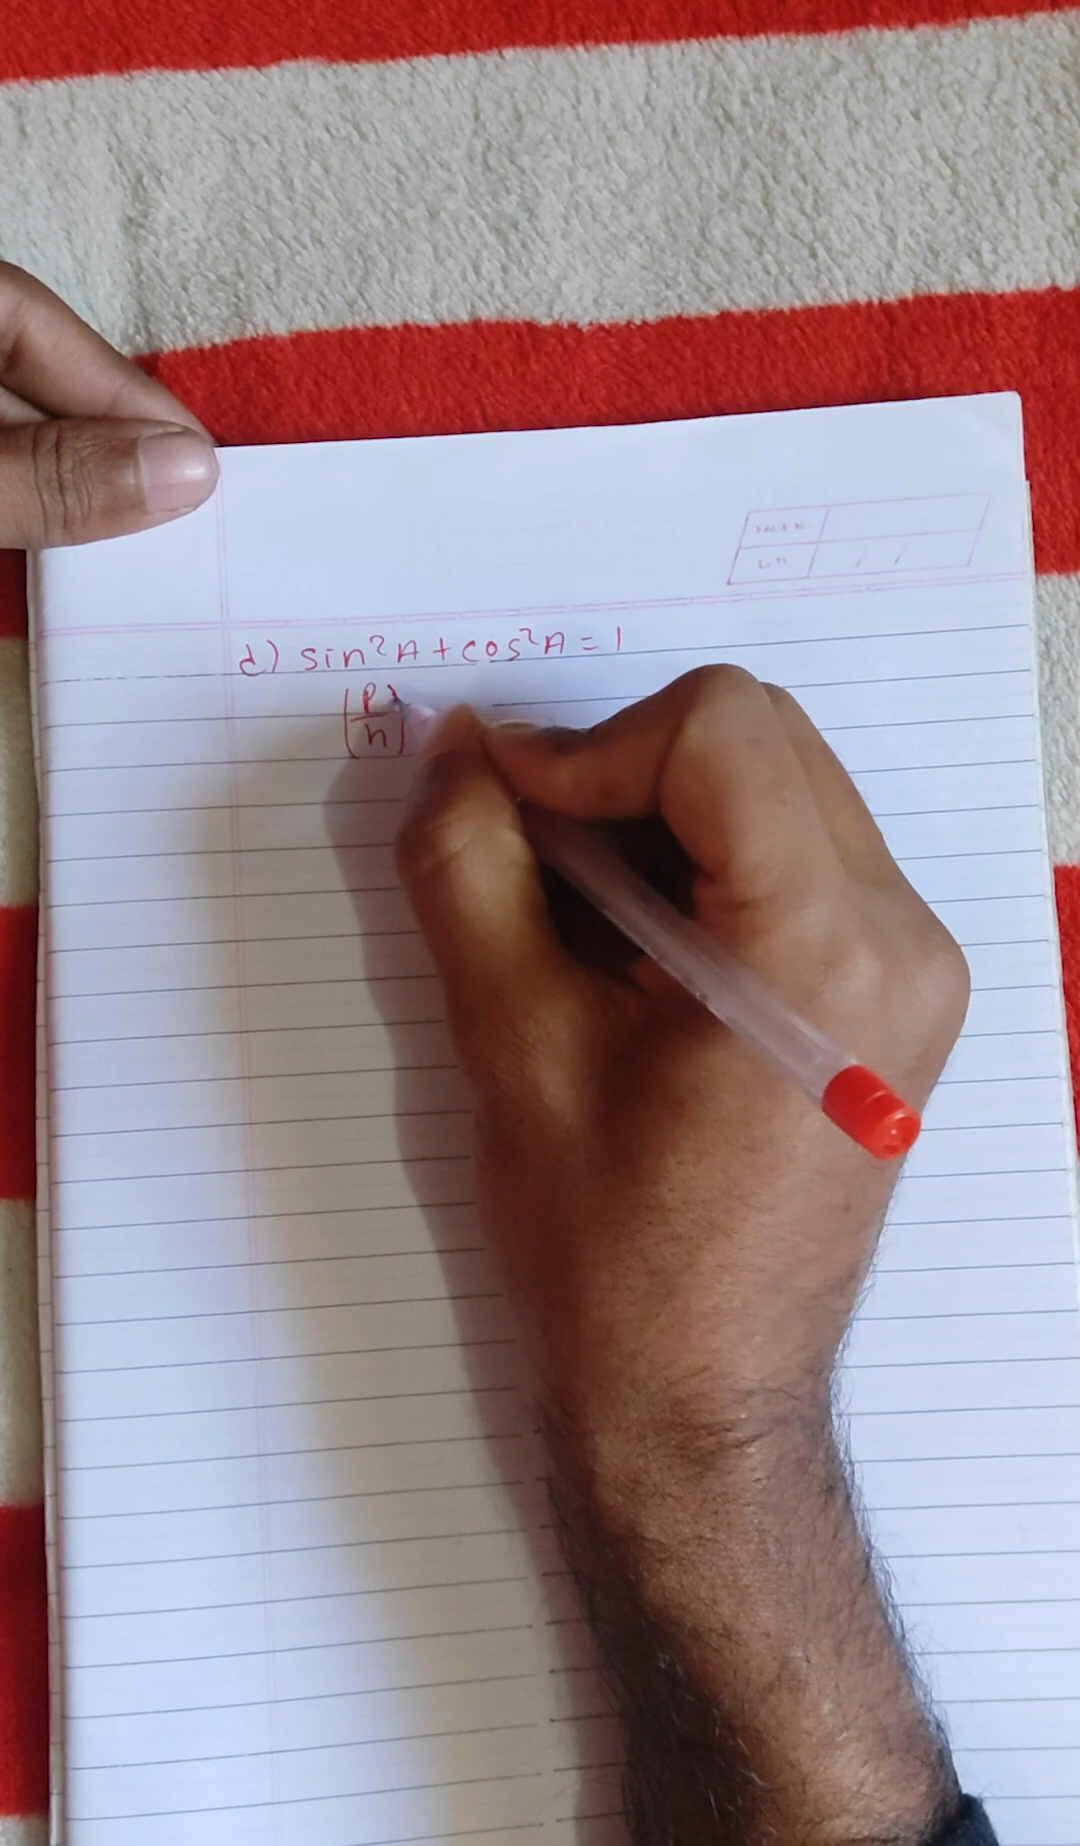 d) sin²A + cos²A = 1
(p/h)